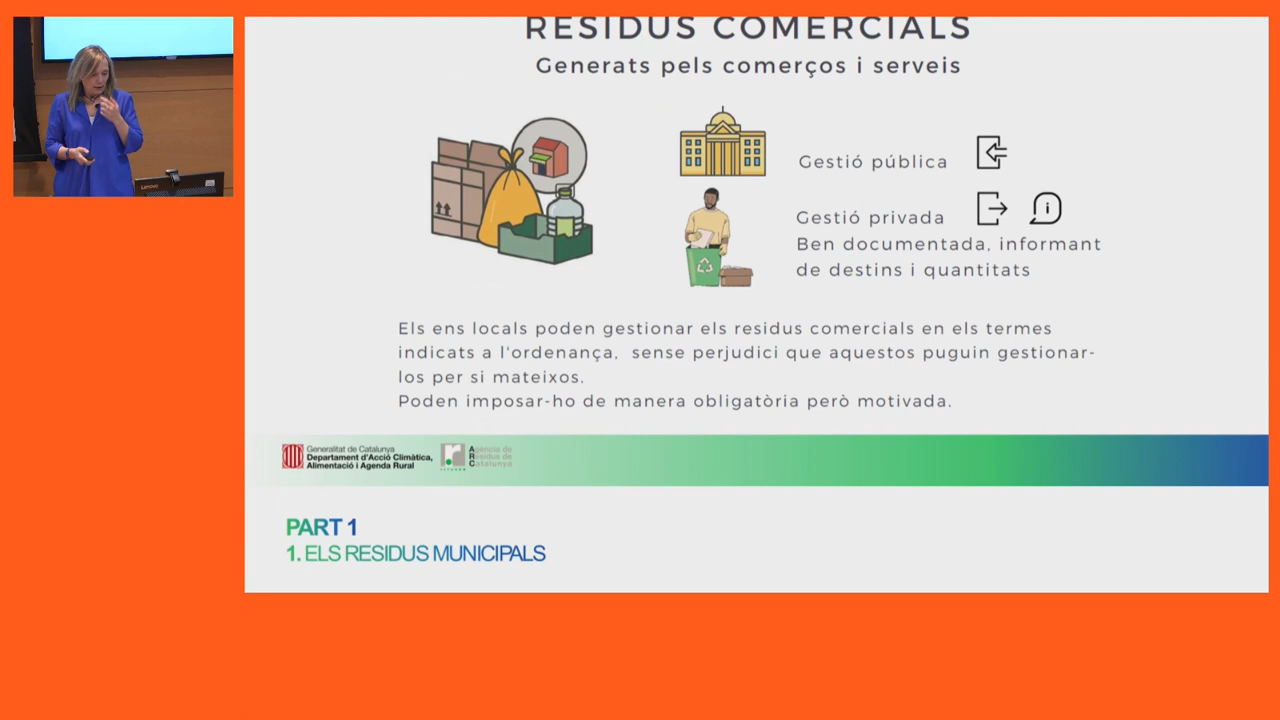 RESIDUS COMERCIALS
Generats pels comerços i serveis
Gestió pública
Gestió privada
Ben documentada, informant
de destins i quantitats
Els ens locals poden gestionar els residus comercials en els termes
indicats a l'ordenança, sense perjudici que aquestos puguin gestionar-
los per si mateixos.
Poden imposar-ho de manera obligatòria però motivada.
Generalitat de Catalunya
Departament d'Acció Climàtica,
Alimentació i Agenda Rural
Agència de
Residus de
Catalunya
PART 1
1. ELS RESIDUS MUNICIPALS
Lenovo